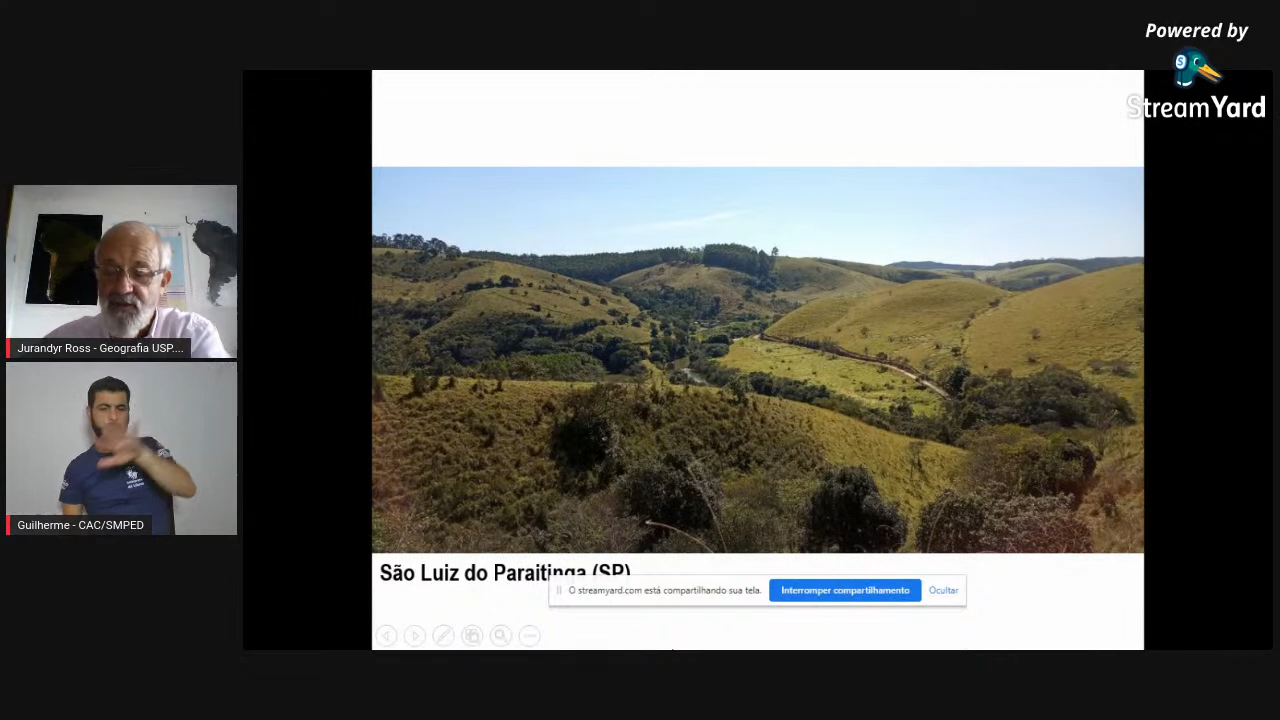 Powered by
StreamYard
Jurandyr Ross - Geografia USP....
Guilherme - CAC/SMPED
São Luiz do Paraitinga (SP)
O streamyard.com está compartilhando sua tela.
Interromper compartilhamento
Ocultar